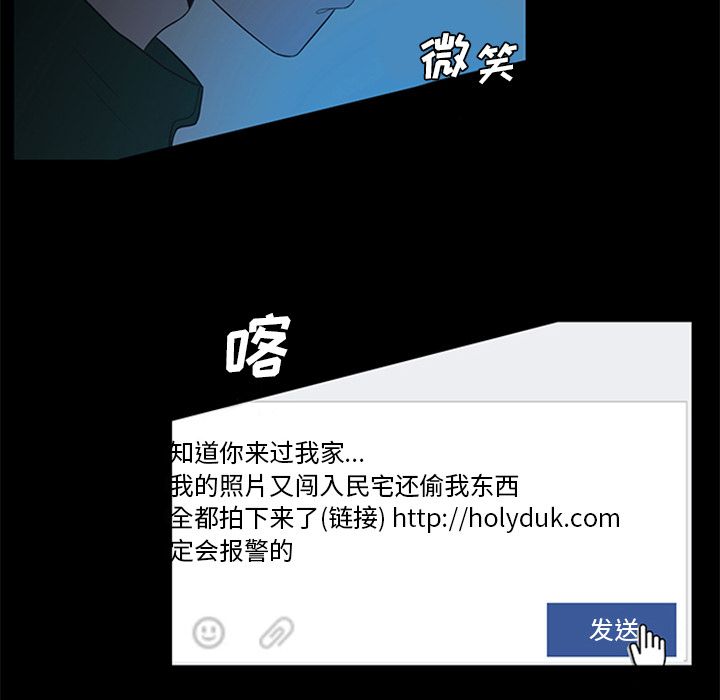 微笑
喀
知道你来过我家...
我的照片又闯入民宅还偷我东西
全都拍下来了(链接) http://holyduk.com
定会报警的
发送